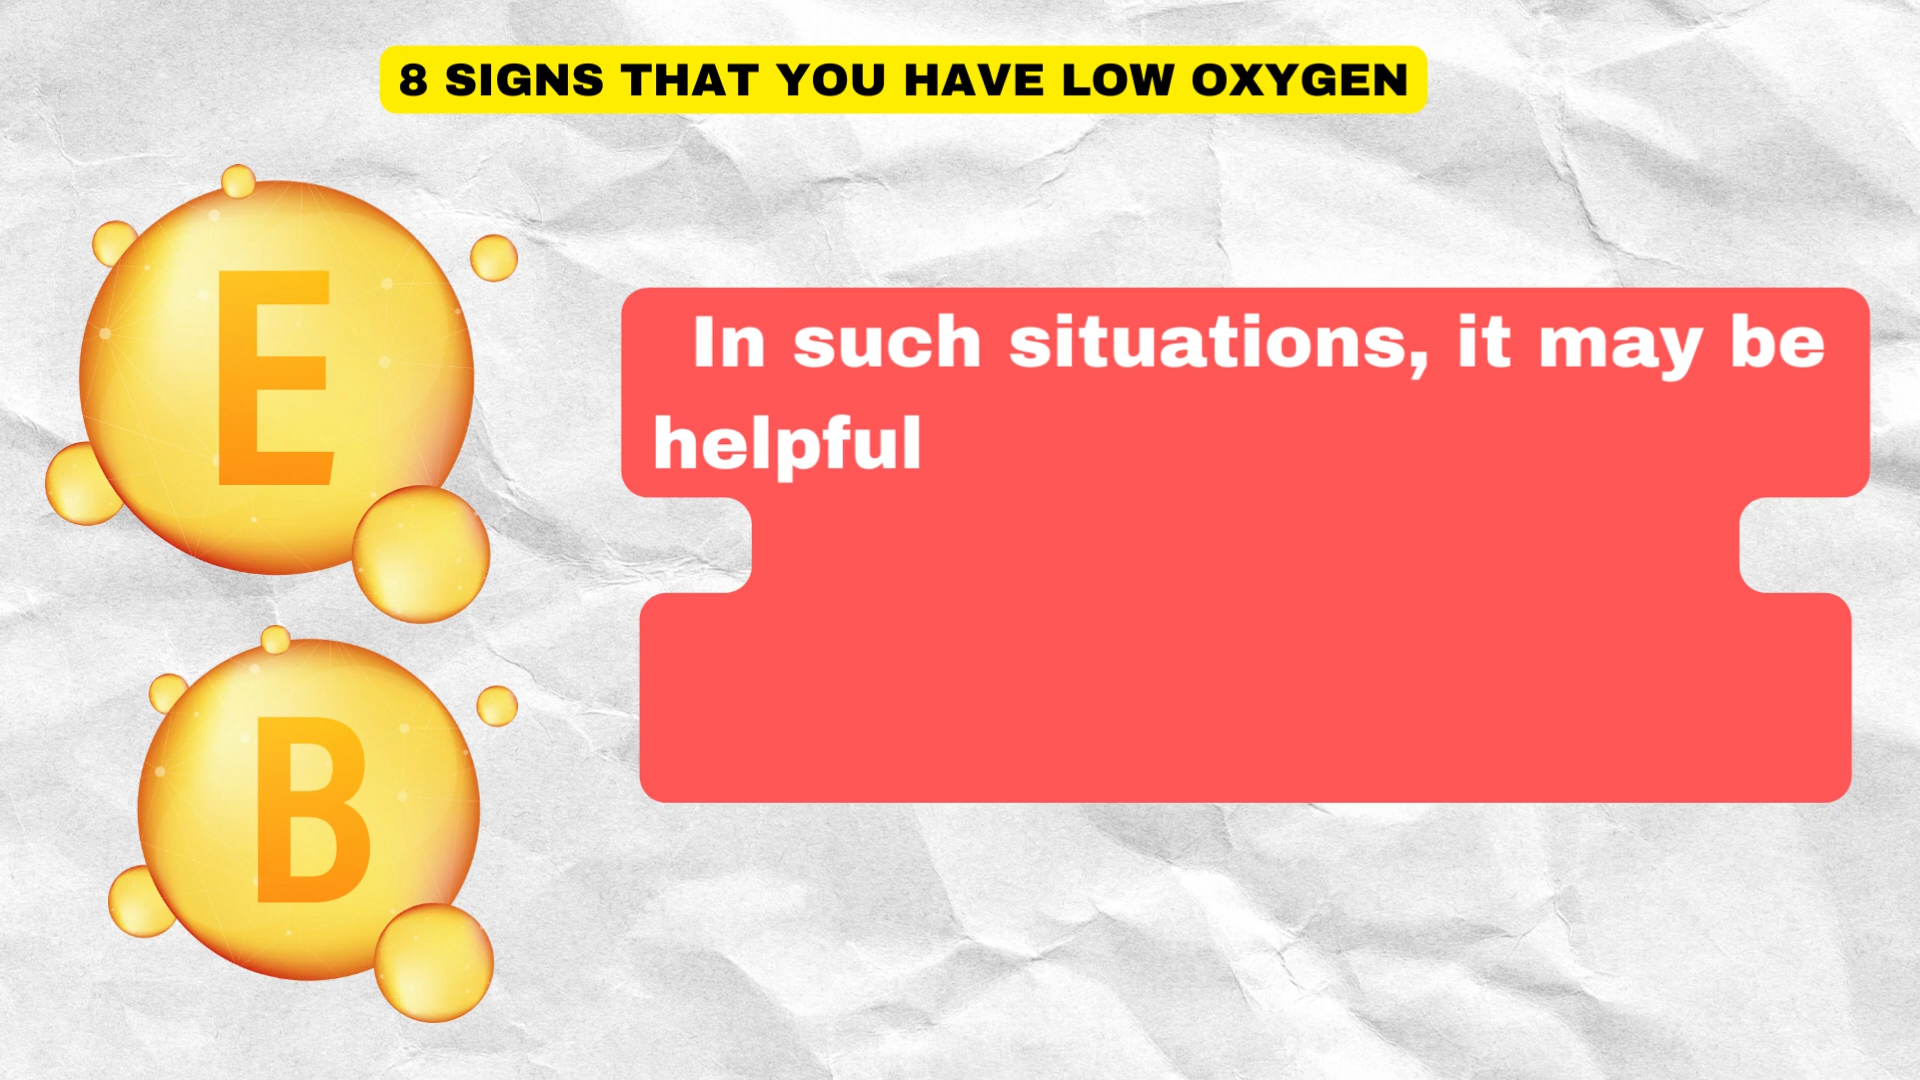 8 SIGNS THAT YOU HAVE LOW OXYGEN
E
In such situations, it may be
helpful
B